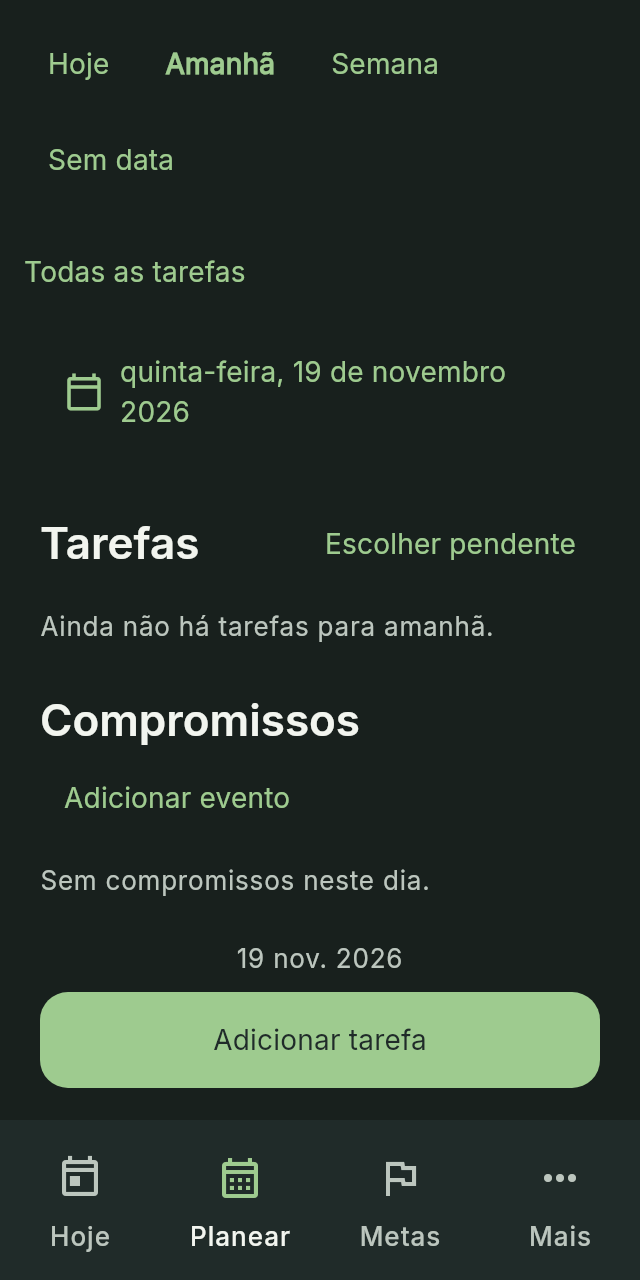 Hoje Amanhã Semana
Sem data
Todas as tarefas
quinta-feira, 19 de novembro
2026
Tarefas Escolher pendente
Ainda não há tarefas para amanhã.
Compromissos
Adicionar evento
Sem compromissos neste dia.
19 nov. 2026
Adicionar tarefa
Hoje Planear Metas Mais